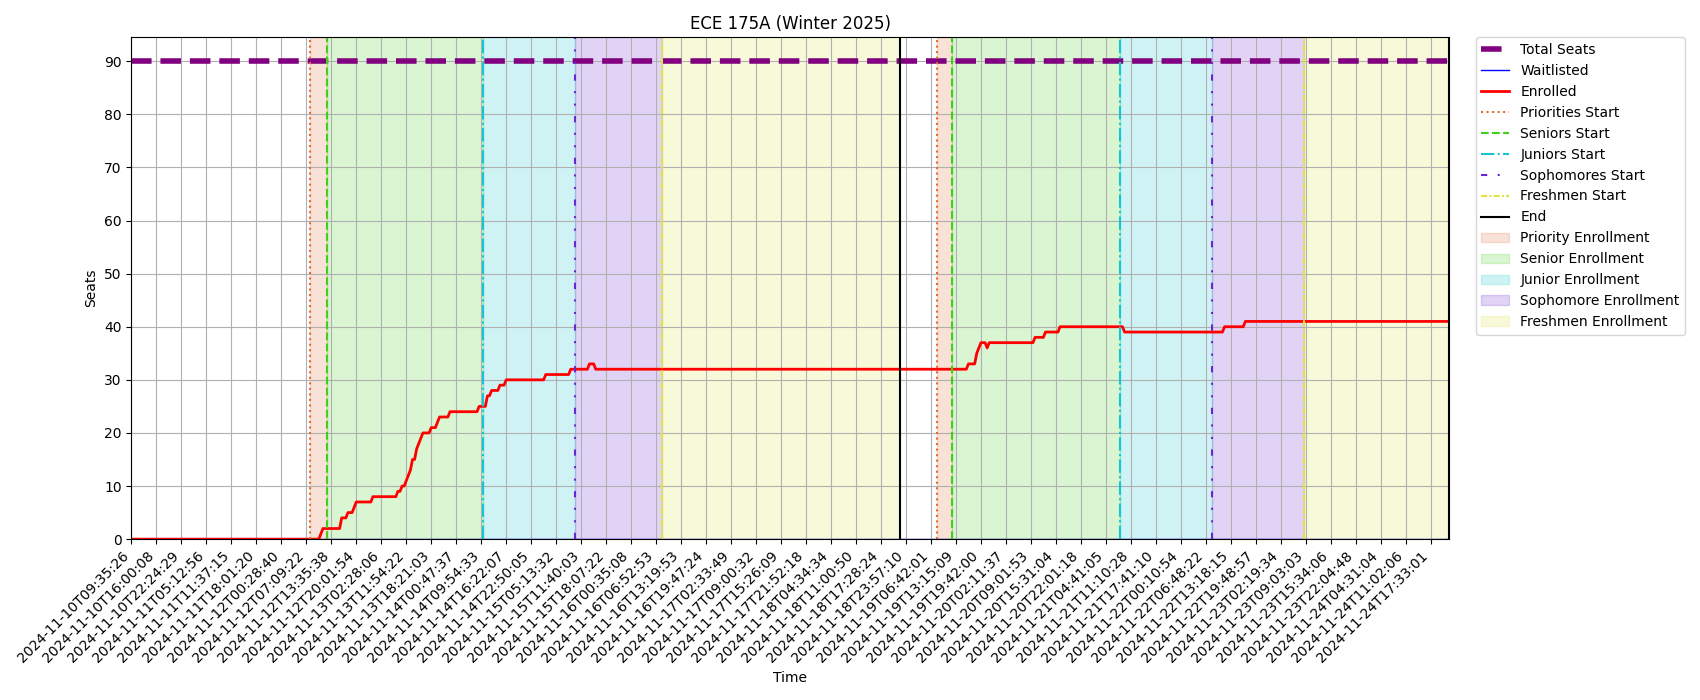 ECE 175A (Winter 2025)
Seats
90
80
70
60
50
40
30
20
10
0
2024-11-10T09:35:26
2024-11-10T16:00:08
2024-11-10T22:24:29
2024-11-11T05:12:56
2024-11-11T11:37:15
2024-11-11T18:01:20
2024-11-12T00:28:40
2024-11-12T07:09:22
2024-11-12T13:35:38
2024-11-12T20:01:54
2024-11-13T03:28:06
2024-11-13T11:54:22
2024-11-13T18:21:03
2024-11-14T00:47:37
2024-11-14T09:54:33
2024-11-14T16:22:07
2024-11-14T22:50:05
2024-11-15T05:13:32
2024-11-15T11:40:03
2024-11-15T18:07:22
2024-11-16T00:35:08
2024-11-16T06:52:53
2024-11-16T13:19:53
2024-11-16T19:47:24
2024-11-17T02:33:49
2024-11-17T09:00:32
2024-11-17T15:26:09
2024-11-17T21:52:18
2024-11-18T04:34:34
2024-11-18T11:00:50
2024-11-18T17:28:24
2024-11-18T23:57:10
2024-11-19T06:42:01
2024-11-19T13:15:09
2024-11-19T19:42:00
2024-11-20T02:11:37
2024-11-20T09:01:53
2024-11-20T15:31:04
2024-11-20T22:01:18
2024-11-21T04:41:05
2024-11-21T11:10:28
2024-11-21T17:41:10
2024-11-22T00:10:54
2024-11-22T06:48:22
2024-11-22T13:18:15
2024-11-22T19:48:57
2024-11-23T02:19:34
2024-11-23T09:03:03
2024-11-23T15:34:06
2024-11-23T22:04:48
2024-11-24T04:31:04
2024-11-24T11:02:06
2024-11-24T17:33:01
Time
Total Seats
Waitlisted
Enrolled
Priorities Start
Seniors Start
Juniors Start
Sophomores Start
Freshmen Start
End
Priority Enrollment
Senior Enrollment
Junior Enrollment
Sophomore Enrollment
Freshmen Enrollment